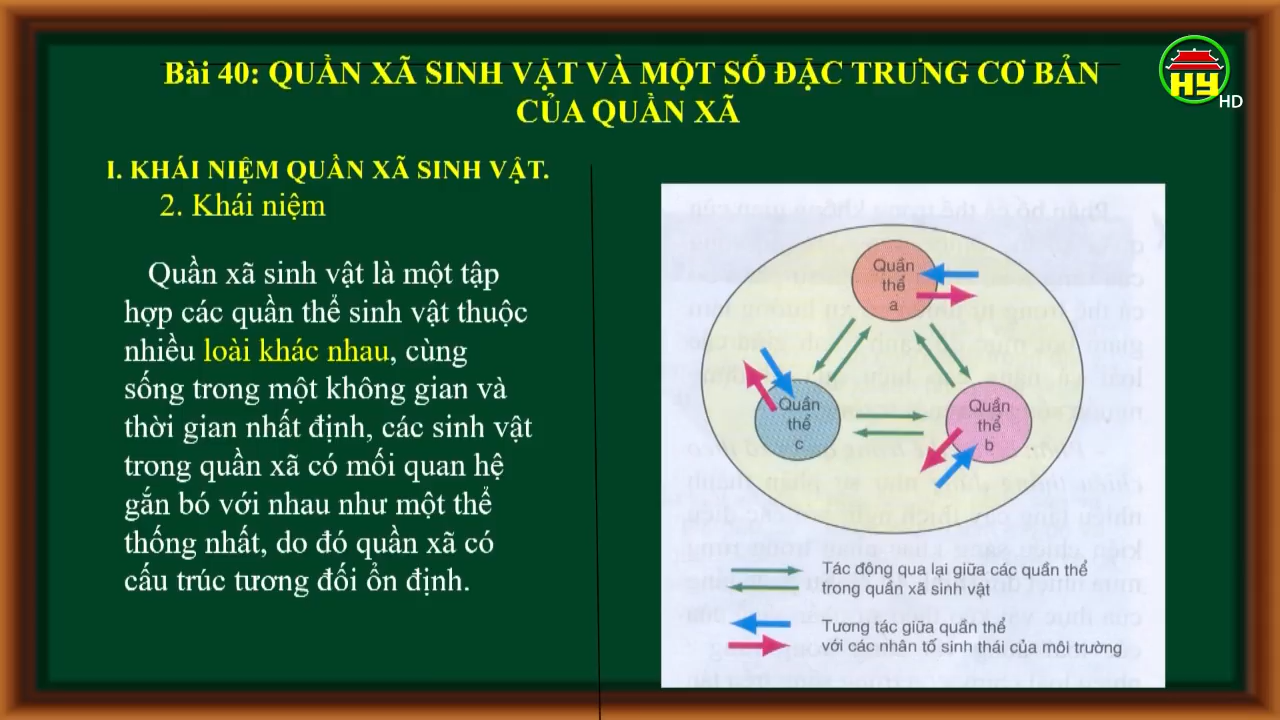 Bài 40: QUẦN XÃ SINH VẬT VÀ MỘT SỐ ĐẶC TRƯNG CƠ BẢN
CỦA QUẦN XÃ
HY
HD
I. KHÁI NIỆM QUẦN XÃ SINH VẬT.
2. Khái niệm
Quần xã sinh vật là một tập
hợp các quần thể sinh vật thuộc
nhiều loài khác nhau, cùng
sống trong một không gian và
thời gian nhất định, các sinh vật
trong quần xã có mối quan hệ
gắn bó với nhau như một thể
thống nhất, do đó quần xã có
cấu trúc tương đối ổn định.
Quần
thể
a
Quần
thể
c
Quần
thể
b
Tác động qua lại giữa các quần thể
trong quần xã sinh vật
Tương tác giữa quần thể
với các nhân tố sinh thái của môi trường